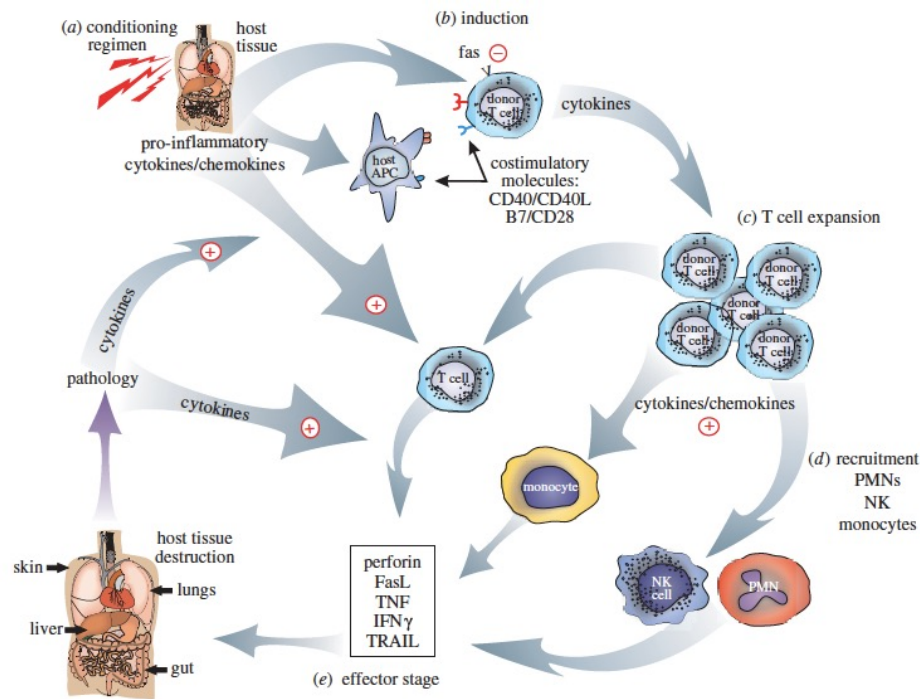 (a) conditioning
regimen
host
tissue
pro-inflammatory
cytokines/chemokines
(b) induction
fas
−
donor
T cell
cytokines
host
APC
costimulatory
molecules:
CD40/CD40L
B7/CD28
(c) T cell expansion
donor
T cell
donor
T cell
donor
T cell
donor
T cell
donor
T cell
+
cytokines
+
T cell
pathology
cytokines
+
cytokines/chemokines
+
monocyte
(d) recruitment
PMNs
NK
monocytes
host tissue
destruction
skin
lungs
liver
gut
perforin
FasL
TNF
IFNγ
TRAIL
NK
cell
PMN
(e) effector stage